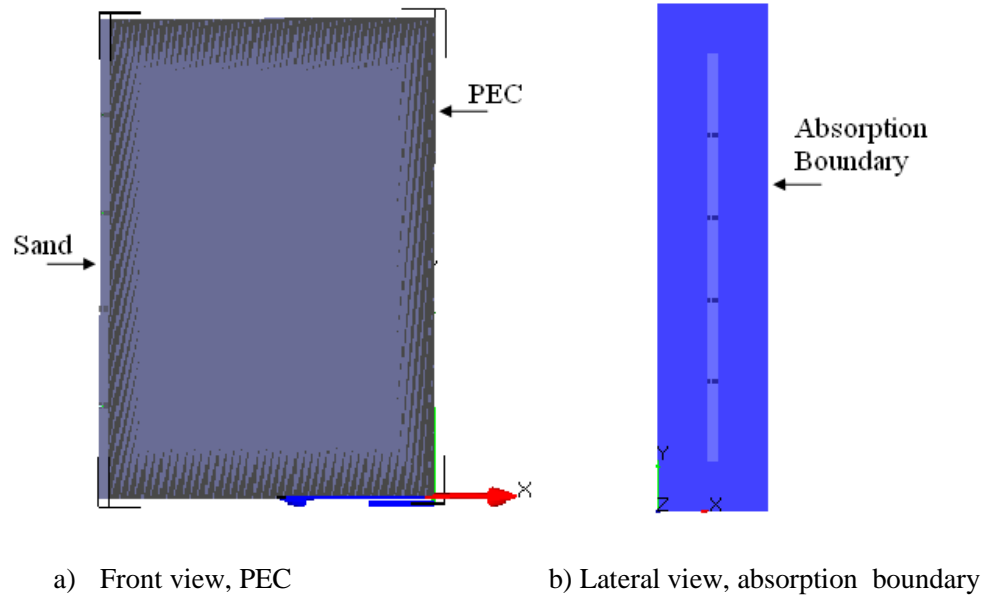 PEC
Sand
X
Absorption
Boundary
Y
Z X
a) Front view, PEC
b) Lateral view, absorption boundary